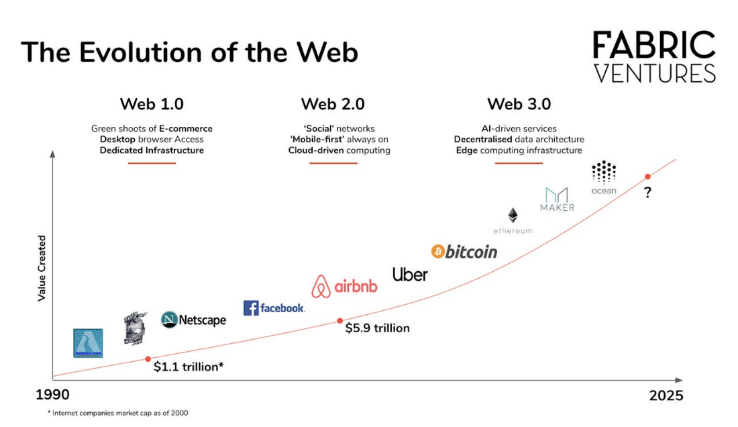 The Evolution of the Web
FABRIC
VENTURES
Web 1.0
Green shoots of E-commerce
Desktop browser Access
Dedicated Infrastructure
Web 2.0
'Social' networks
'Mobile-first' always on
Cloud-driven computing
Web 3.0
AI-driven services
Decentralised data architecture
Edge computing infrastructure
Value Created
Netscape
facebook.
airbnb
Uber
bitcoin
ethereum
MAKER
ocean
?
$1.1 trillion*
$5.9 trillion
1990
2025
* Internet companies market cap as of 2000